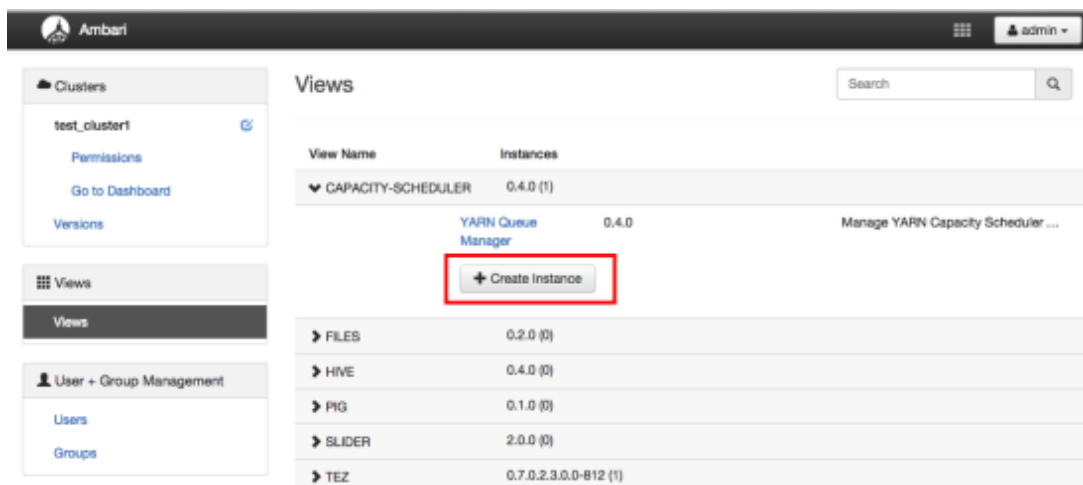 Ambari
admin
Clusters
test_cluster1
Permissions
Go to Dashboard
Versions
Views
Views
User + Group Management
Users
Groups
Views
Search
View Name Instances
CAPACITY-SCHEDULER 0.4.0 (1)
YARN Queue Manager 0.4.0 Manage YARN Capacity Scheduler ...
Create Instance
FILES 0.2.0 (0)
HIVE 0.4.0 (0)
PIG 0.1.0 (0)
SLIDER 2.0.0 (0)
TEZ 0.7.0.2.3.0.0-812 (1)